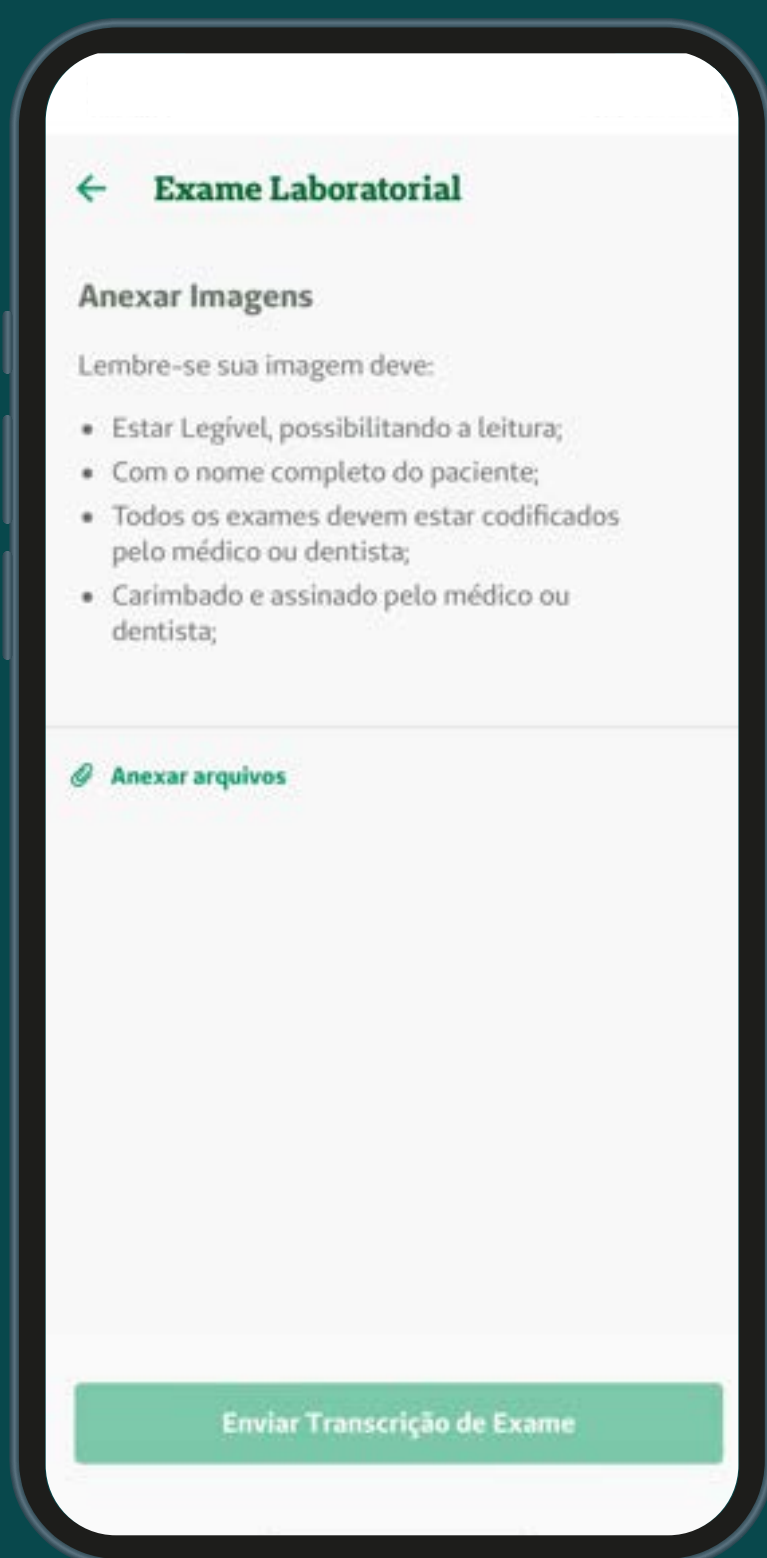 Exame Laboratorial
Anexar Imagens
Lembre-se sua imagem deve:
• Estar Legível, possibilitando a leitura;
• Com o nome completo do paciente;
• Todos os exames devem estar codificados
pelo médico ou dentista;
• Carimbado e assinado pelo médico ou
dentista;
Anexar arquivos
Enviar Transcrição de Exame